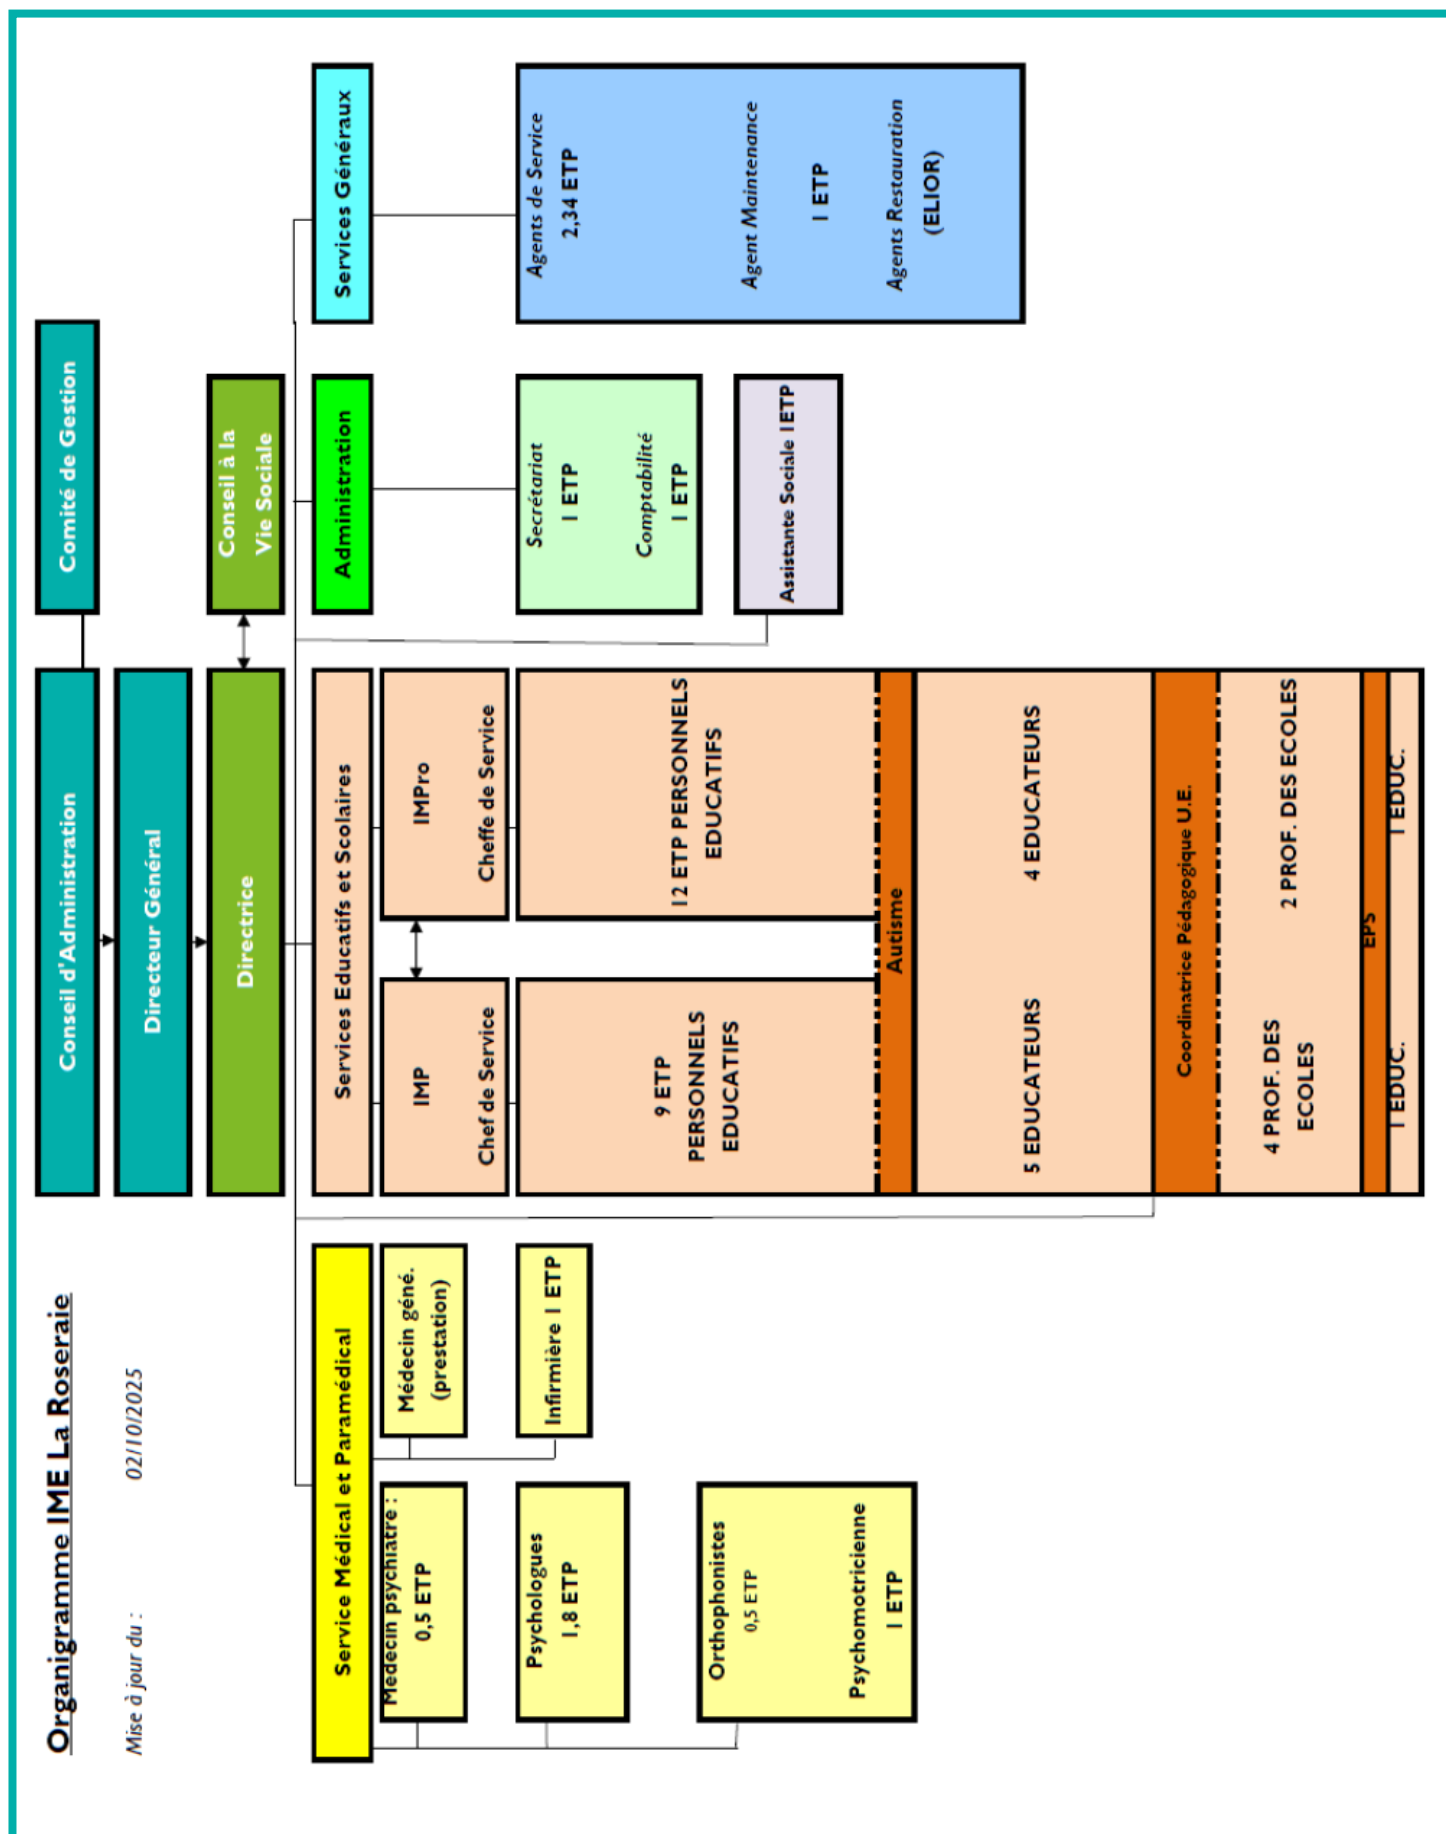 Organigramme IME La Roseraie
Mise à jour du : 02/10/2025
Conseil d'Administration
Comité de Gestion
Directeur Général
Directrice
Conseil à la
Vie Sociale
Service Médical et Paramédical
Médecin psychiatre :
0,5 ETP
Médecin géné.
(prestation)
Psychologues
1,8 ETP
Infirmière 1 ETP
Orthophonistes
0,5 ETP
Psychomotricienne
1 ETP
Services Educatifs et Scolaires
IMP
Chef de Service
IMPro
Cheffe de Service
9 ETP
PERSONNELS
EDUCATIFS
12 ETP PERSONNELS
EDUCATIFS
Autisme
5 EDUCATEURS
4 EDUCATEURS
Coordinatrice Pédagogique U.E.
4 PROF. DES
ECOLES
2 PROF. DES ECOLES
EPS
1 EDUC.
1 EDUC.
Administration
Secrétariat
1 ETP
Comptabilité
1 ETP
Assistante Sociale 1 ETP
Services Généraux
Agents de Service
2,34 ETP
Agent Maintenance
1 ETP
Agents Restauration
(ELIOR)